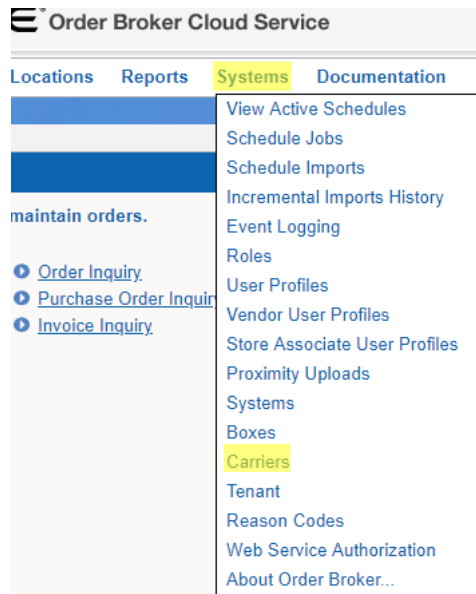 Order Broker Cloud Service
Locations Reports Systems Documentation
View Active Schedules
Schedule Jobs
Schedule Imports
Incremental Imports History
maintain orders.
Event Logging
Roles
Order Inquiry
User Profiles
Purchase Order Inquir
Vendor User Profiles
Invoice Inquiry
Store Associate User Profiles
Proximity Uploads
Systems
Boxes
Carriers
Tenant
Reason Codes
Web Service Authorization
About Order Broker...